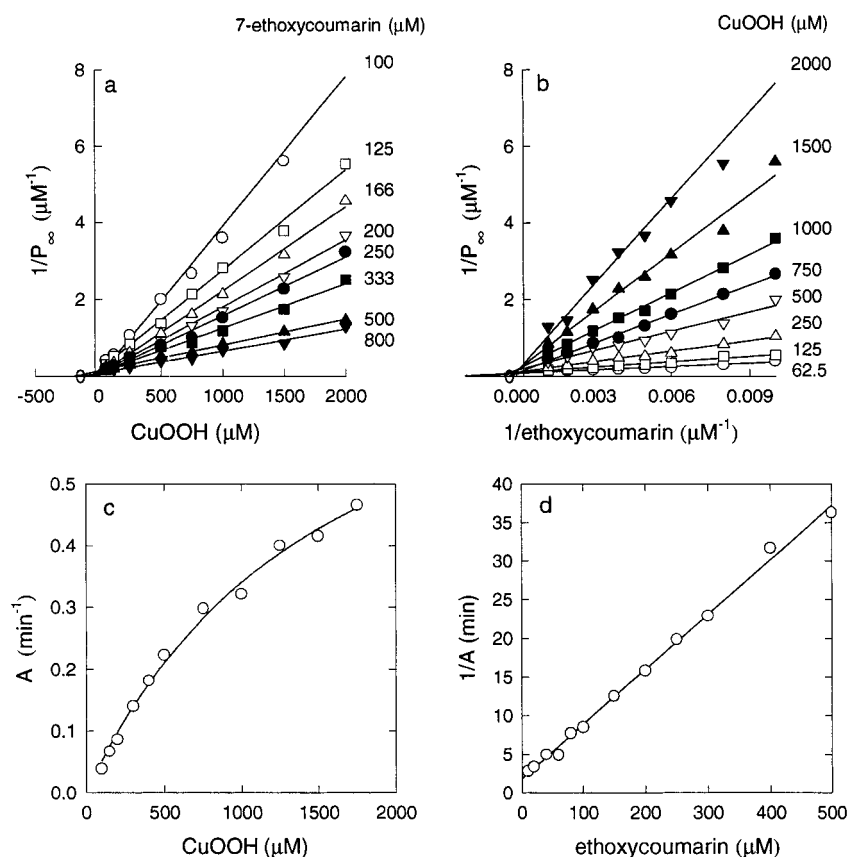 7-ethoxycoumarin (µM)
a
8
6
4
2
0
1/P∞ (µM⁻¹)
-500 0 500 1000 1500 2000
CuOOH (µM)
100
125
166
200
250
333
500
800
CuOOH (µM)
b
8
6
4
2
0
1/P∞ (µM⁻¹)
0.000 0.003 0.006 0.009
1/ethoxycoumarin (µM⁻¹)
2000
1500
1000
750
500
250
125
62.5
c
0.5
0.4
0.3
0.2
0.1
0.0
A (min⁻¹)
0 500 1000 1500 2000
CuOOH (µM)
d
40
35
30
25
20
15
10
5
0
1/A (min)
0 100 200 300 400 500
ethoxycoumarin (µM)